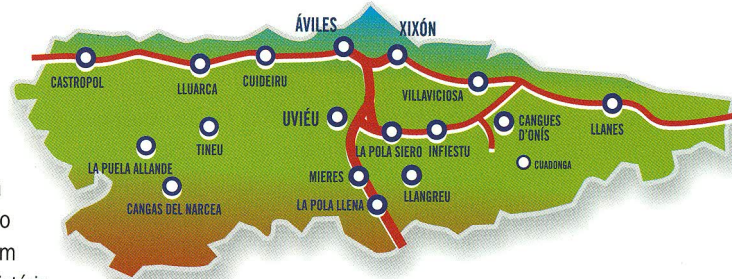 ÁVILES
XIXÓN
CASTROPOL
LLUARCA
CUIDEIRU
VILLAVICIOSA
UVIÉU
CANGUES
D'ONÍS
LLANES
TINEU
LA POLA SIERO
INFIESTU
LA PUELA ALLANDE
CUADONGA
MIERES
LLANGREU
CANGAS DEL NARCEA
LA POLA LLENA
o
m